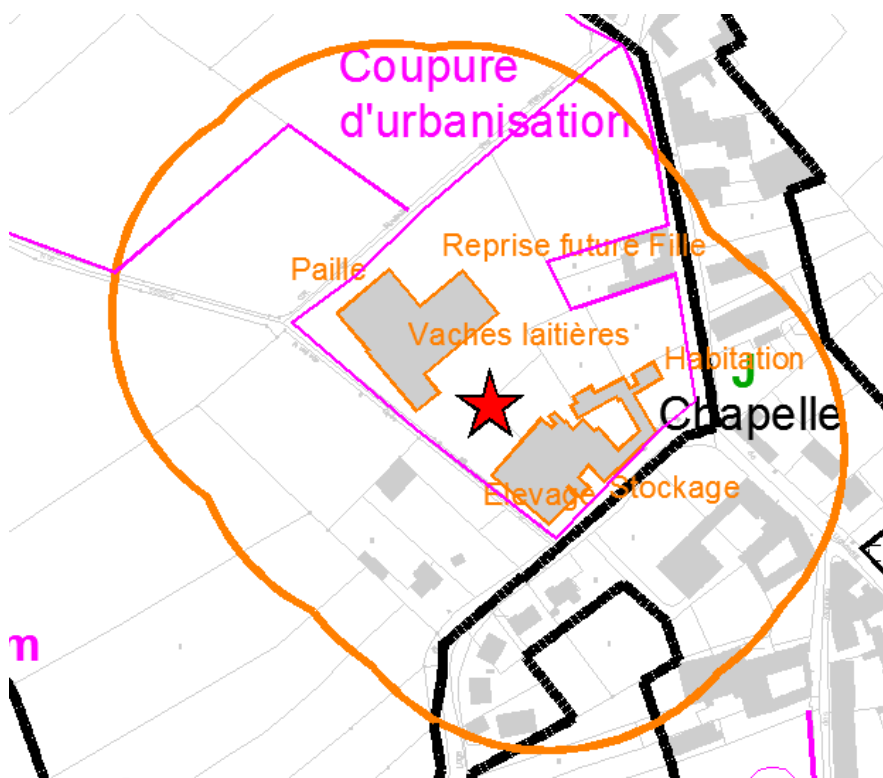 Coupure
d'urbanisation
Reprise future Fille
Paille
Vaches laitières
Habitation
J
Chapelle
Elevage
Stockage
m